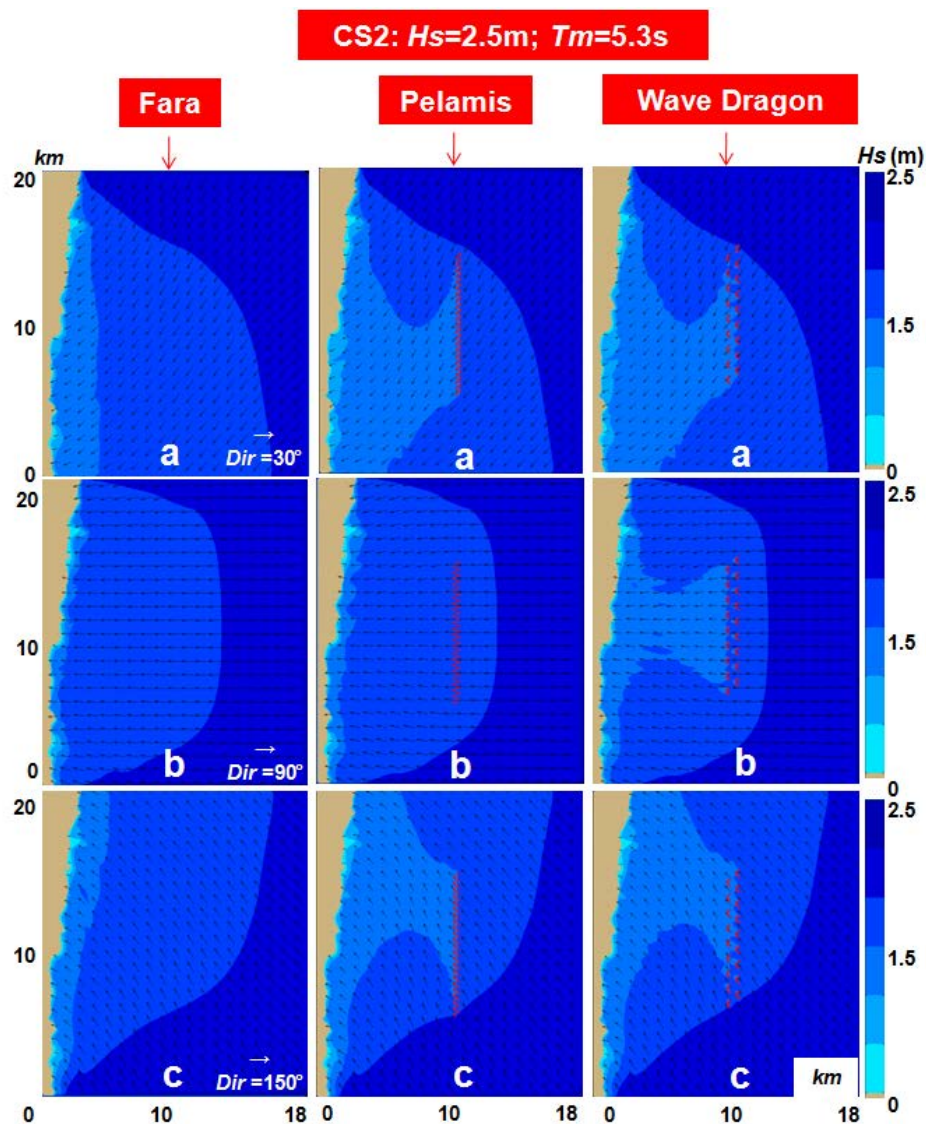 CS2: Hs=2.5m; Tm=5.3s
Fara
Pelamis
Wave Dragon
km
Hs (m)
20
10
0
a
Dir =30°
a
a
2.5
1.5
0
20
10
0
b
Dir =90°
b
b
2.5
1.5
0
20
10
0
c
Dir =150°
c
c
km
2.5
1.5
0
0 10 18
0 10 18
0 10 18